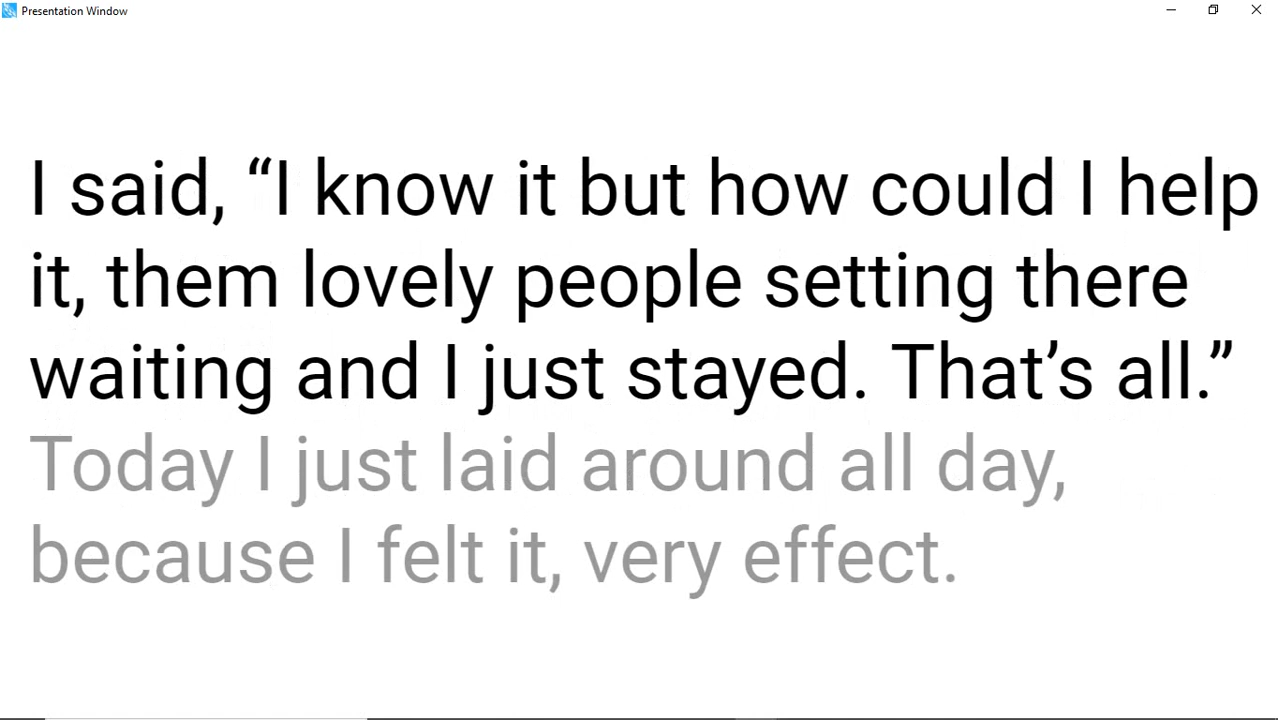 Presentation Window
I said, “I know it but how could I help
it, them lovely people setting there
waiting and I just stayed. That’s all.”
Today I just laid around all day,
because I felt it, very effect.